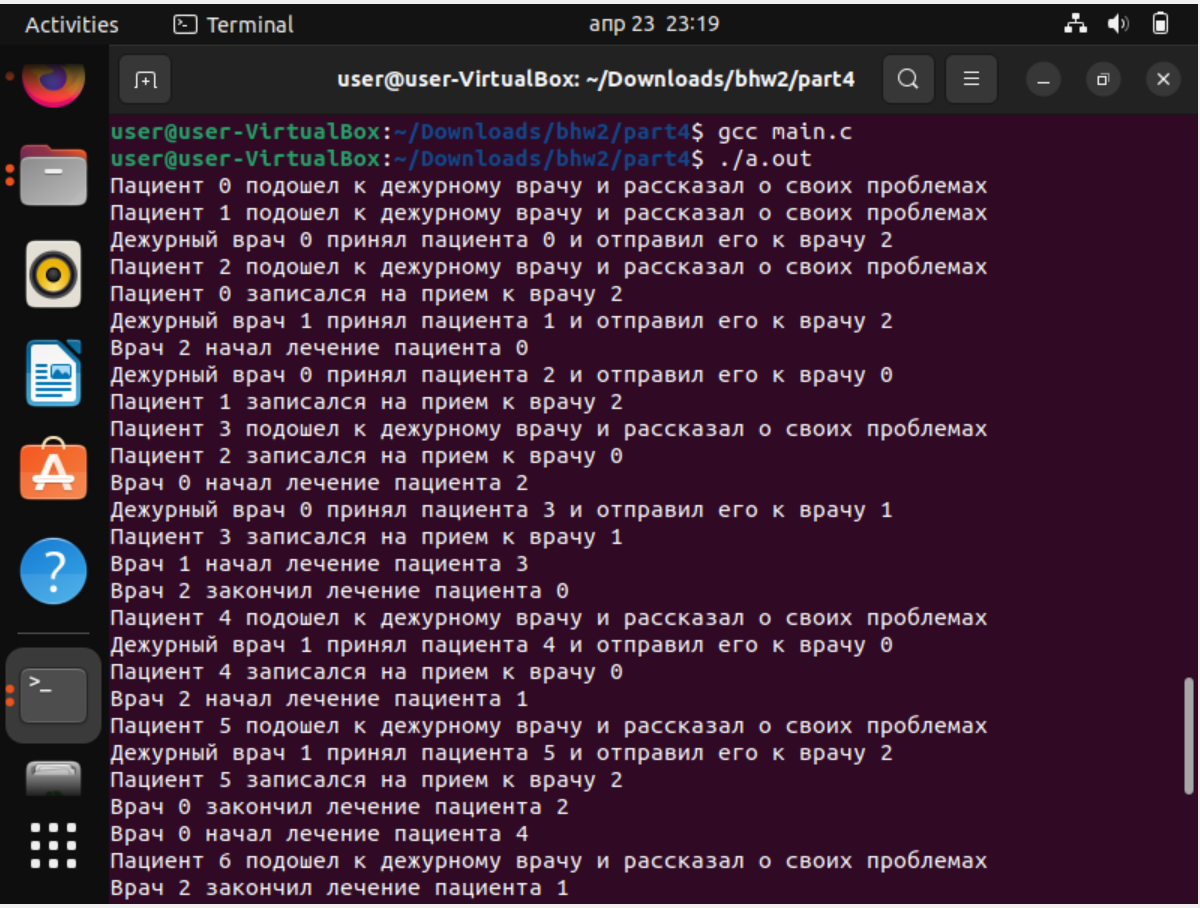 Activities
Terminal
апр 23 23:19
user@user-VirtualBox: ~/Downloads/bhw2/part4
user@user-VirtualBox:~/Downloads/bhw2/part4$ gcc main.c
user@user-VirtualBox:~/Downloads/bhw2/part4$ ./a.out
Пациент 0 подошел к дежурному врачу и рассказал о своих проблемах
Пациент 1 подошел к дежурному врачу и рассказал о своих проблемах
Дежурный врач 0 принял пациента 0 и отправил его к врачу 2
Пациент 2 подошел к дежурному врачу и рассказал о своих проблемах
Пациент 0 записался на прием к врачу 2
Дежурный врач 1 принял пациента 1 и отправил его к врачу 2
Врач 2 начал лечение пациента 0
Дежурный врач 0 принял пациента 2 и отправил его к врачу 0
Пациент 1 записался на прием к врачу 2
Пациент 3 подошел к дежурному врачу и рассказал о своих проблемах
Пациент 2 записался на прием к врачу 0
Врач 0 начал лечение пациента 2
Дежурный врач 0 принял пациента 3 и отправил его к врачу 1
Пациент 3 записался на прием к врачу 1
Врач 1 начал лечение пациента 3
Врач 2 закончил лечение пациента 0
Пациент 4 подошел к дежурному врачу и рассказал о своих проблемах
Дежурный врач 1 принял пациента 4 и отправил его к врачу 0
Пациент 4 записался на прием к врачу 0
Врач 2 начал лечение пациента 1
Пациент 5 подошел к дежурному врачу и рассказал о своих проблемах
Дежурный врач 1 принял пациента 5 и отправил его к врачу 2
Пациент 5 записался на прием к врачу 2
Врач 0 закончил лечение пациента 2
Врач 0 начал лечение пациента 4
Пациент 6 подошел к дежурному врачу и рассказал о своих проблемах
Врач 2 закончил лечение пациента 1